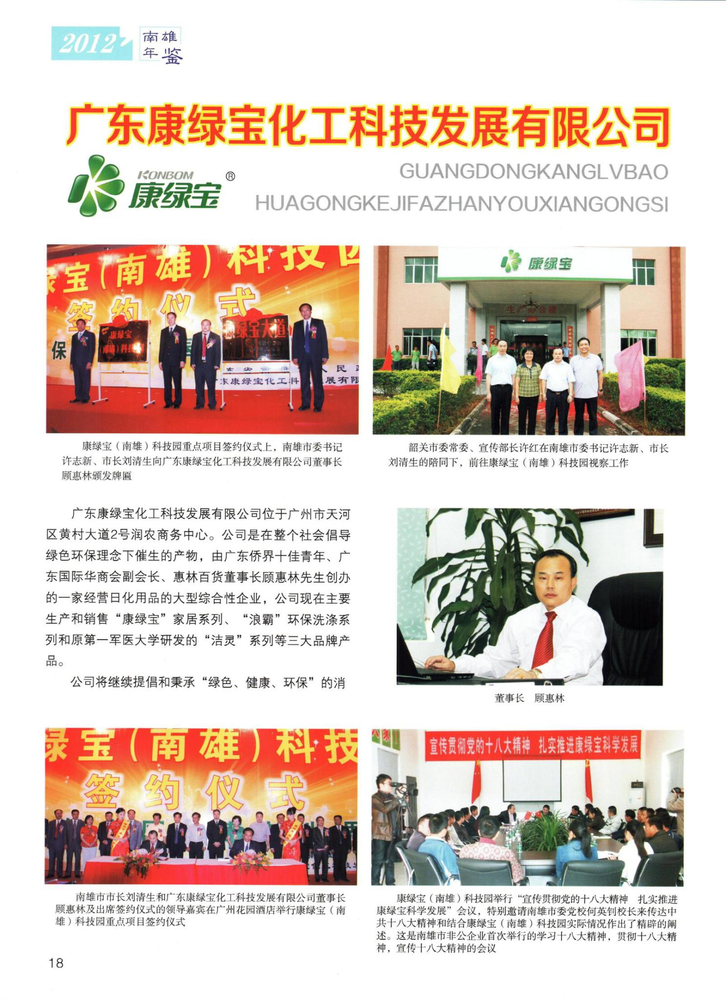 2012
南雄
年鉴
广东康绿宝化工科技发展有限公司
KONBOM
康绿宝®
GUANGDONGKANGLVBAO
HUAGONGKEJIFAZHANYOUXIANGONGSI
绿宝(南雄)科技园
签约仪式
康绿宝
(南雄)科技园
康绿宝大道
保
广东康绿宝化工科
展有限
康绿宝
康绿宝（南雄）科技园重点项目签约仪式上，南雄市委书记
许志新、市长刘清生向广东康绿宝化工科技发展有限公司董事长
顾惠林颁发牌匾
韶关市委常委、宣传部长许红在南雄市委书记许志新、市长
刘清生的陪同下，前往康绿宝（南雄）科技园视察工作
广东康绿宝化工科技发展有限公司位于广州市天河
区黄村大道2号润农商务中心。公司是在整个社会倡导
绿色环保理念下催生的产物，由广东侨界十佳青年、广
东国际华商会副会长、惠林百货董事长顾惠林先生创办
的一家经营日化用品的大型综合性企业，公司现在主要
生产和销售“康绿宝”家居系列、“浪霸”环保洗涤系
列和原第一军医大学研发的“洁灵”系列等三大品牌产
品。
公司将继续提倡和秉承“绿色、健康、环保”的消
董事长　顾惠林
绿宝(南雄)科技
签约仪式
宣传贯彻党的十八大精神　扎实推进康绿宝科学发展
南雄市市长刘清生和广东康绿宝化工科技发展有限公司董事长
顾惠林及出席签约仪式的领导嘉宾在广州花园酒店举行康绿宝（南
雄）科技园重点项目签约仪式
康绿宝（南雄）科技园举行“宣传贯彻党的十八大精神　扎实推进
康绿宝科学发展”会议，特别邀请南雄市委党校何英钊校长来传达中
共十八大精神和结合康绿宝（南雄）科技园实际情况作出了精辟的阐
述。这是南雄市非公企业首次举行的学习十八大精神，贯彻十八大精
神，宣传十八大精神的会议
18